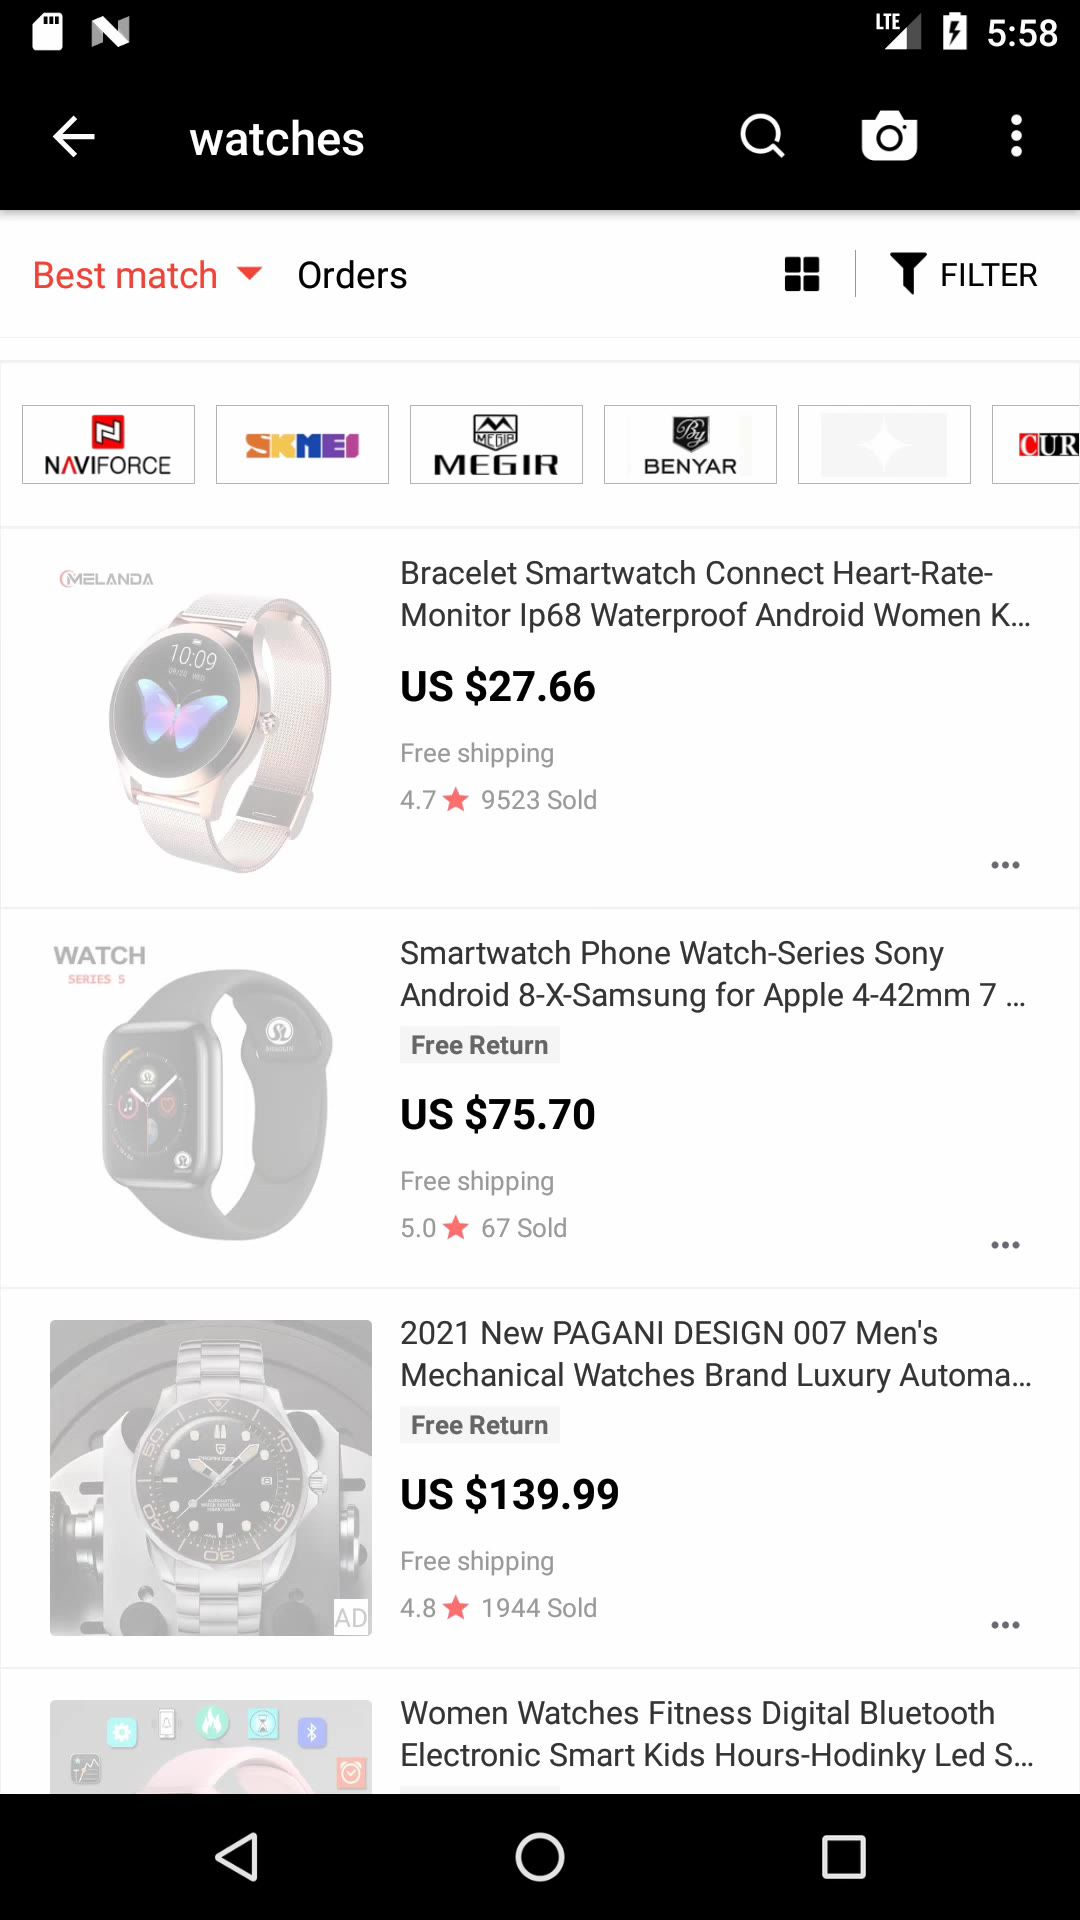 LTE 5:58
watches
Best match Orders FILTER
NAVIFORCE SKMEI MEGIR By BENYAR CUR
MEGIR
MELANDA
10:09
Bracelet Smartwatch Connect Heart-Rate-
Monitor Ip68 Waterproof Android Women K...
US $27.66
Free shipping
4.7 9523 Sold
WATCH
SERIES 5
Smartwatch Phone Watch-Series Sony
Android 8-X-Samsung for Apple 4-42mm 7 ...
Free Return
US $75.70
Free shipping
5.0 67 Sold
AD
2021 New PAGANI DESIGN 007 Men's
Mechanical Watches Brand Luxury Automa...
Free Return
US $139.99
Free shipping
4.8 1944 Sold
Women Watches Fitness Digital Bluetooth
Electronic Smart Kids Hours-Hodinky Led S...